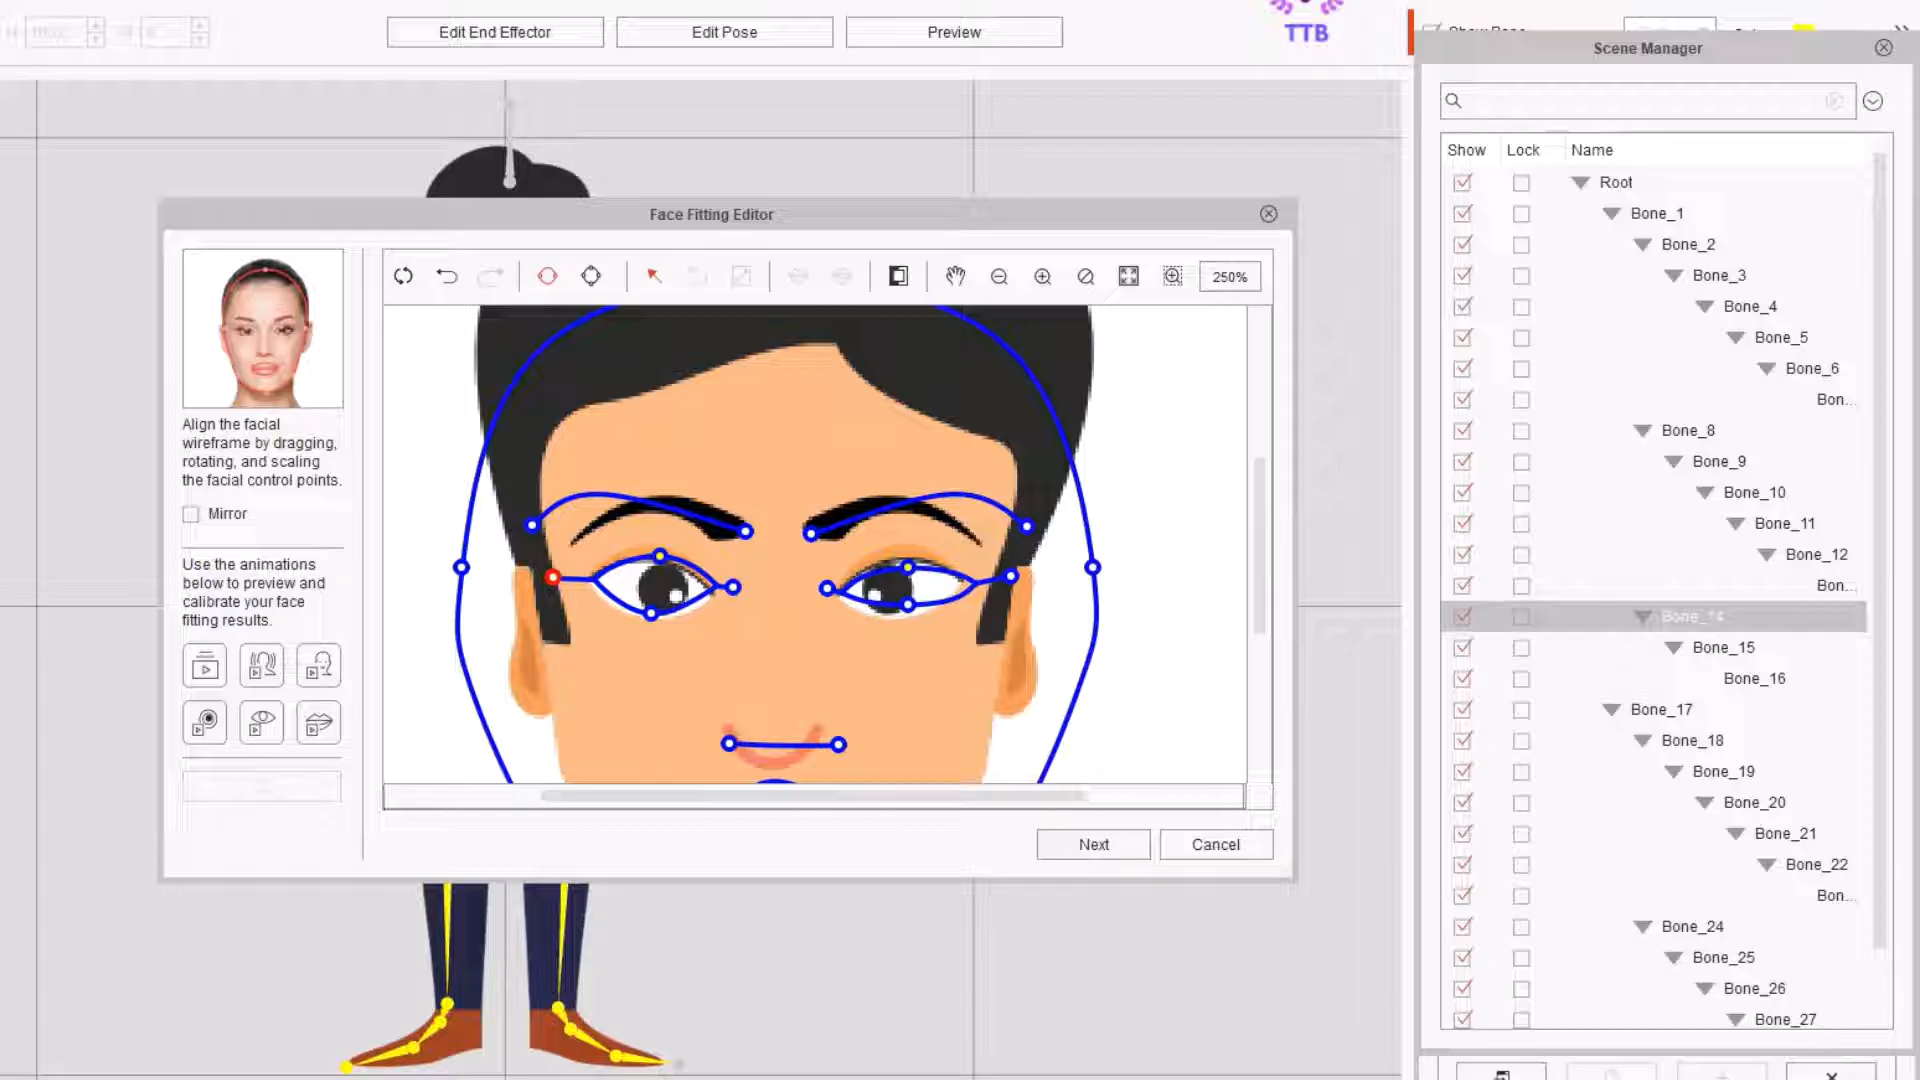 Edit End Effector
Edit Pose
Preview
TTB
Scene Manager
Show
Lock
Name
Root
Bone_1
Bone_2
Bone_3
Bone_4
Bone_5
Bone_6
Bon...
Bone_8
Bone_9
Bone_10
Bone_11
Bone_12
Bon...
Bone_14
Bone_15
Bone_16
Bone_17
Bone_18
Bone_19
Bone_20
Bone_21
Bone_22
Bon...
Bone_24
Bone_25
Bone_26
Bone_27
Face Fitting Editor
250%
Align the facial
wireframe by dragging,
rotating, and scaling
the facial control points.
Mirror
Use the animations
below to preview and
calibrate your face
fitting results.
Next
Cancel